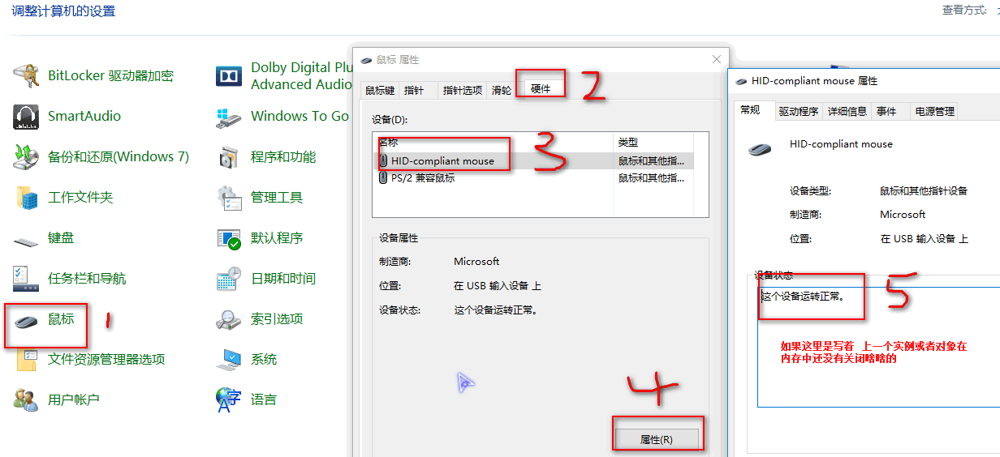 调整计算机的设置
查看方式:
BitLocker 驱动器加密
Dolby Digital Plu
Advanced Audio
SmartAudio
Windows To Go
备份和还原(Windows 7)
程序和功能
工作文件夹
管理工具
键盘
默认程序
任务栏和导航
日期和时间
鼠标
1
索引选项
文件资源管理器选项
系统
用户帐户
语言
鼠标 属性
鼠标键
指针
指针选项
滑轮
硬件
2
设备(D):
名称
类型
3
HID-compliant mouse
鼠标和其他指...
PS/2 兼容鼠标
鼠标和其他指...
设备属性
制造商:
Microsoft
位置:
在 USB 输入设备 上
设备状态:
这个设备运转正常。
4
属性(R)
HID-compliant mouse 属性
常规
驱动程序
详细信息
事件
电源管理
HID-compliant mouse
设备类型:
鼠标和其他指针设备
制造商:
Microsoft
位置:
在 USB 输入设备 上
设备状态
5
这个设备运转正常。
如果这里是写着 上一个实例或者对象在
内存中还没有关闭啥啥的